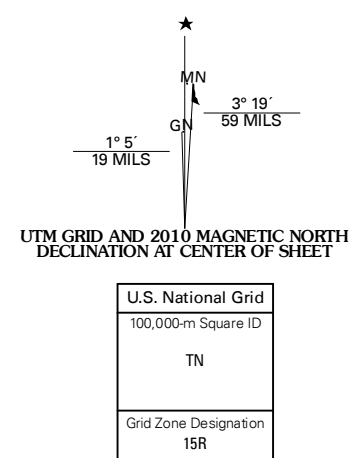 ★
MN
3° 19´
59 MILS
GN
1° 5´
19 MILS
UTM GRID AND 2010 MAGNETIC NORTH
DECLINATION AT CENTER OF SHEET
U.S. National Grid
100,000-m Square ID
TN
Grid Zone Designation
15R